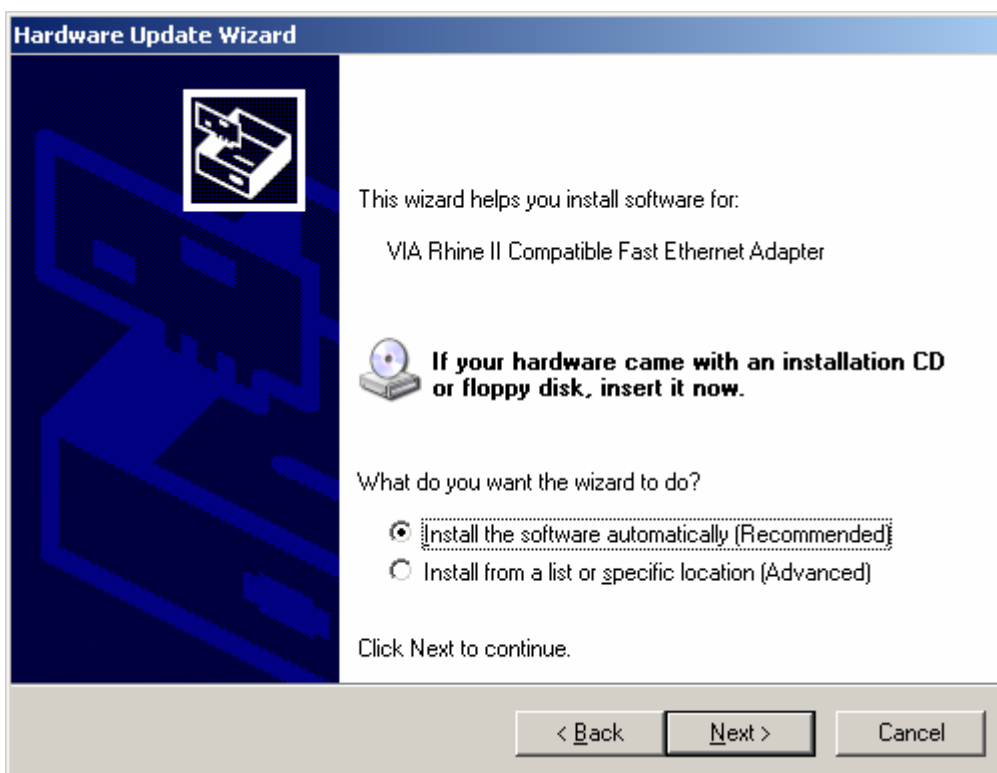 Hardware Update Wizard
This wizard helps you install software for:
VIA Rhine II Compatible Fast Ethernet Adapter
If your hardware came with an installation CD
or floppy disk, insert it now.
What do you want the wizard to do?
Install the software automatically (Recommended)
Install from a list or specific location (Advanced)
Click Next to continue.
< Back
Next >
Cancel